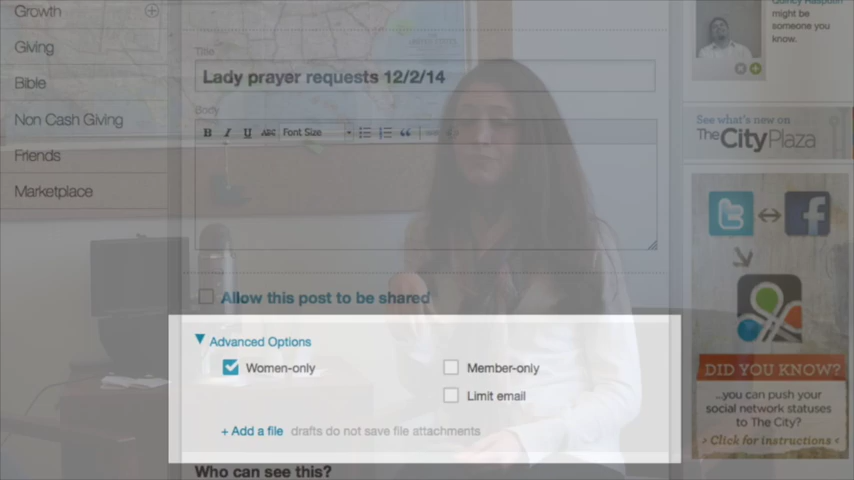 Growth
Giving
Bible
Non Cash Giving
Friends
Marketplace
Title
Lady prayer requests 12/2/14
Body
B I U ABC Font Size
Allow this post to be shared
Advanced Options
Women-only
Member-only
Limit email
+ Add a file drafts do not save file attachments
Who can see this?
might be
someone you
know.
See what's new on
TheCityPlaza
DID YOU KNOW?
...you can push your
social network statuses
to The City?
> Click for instructions <